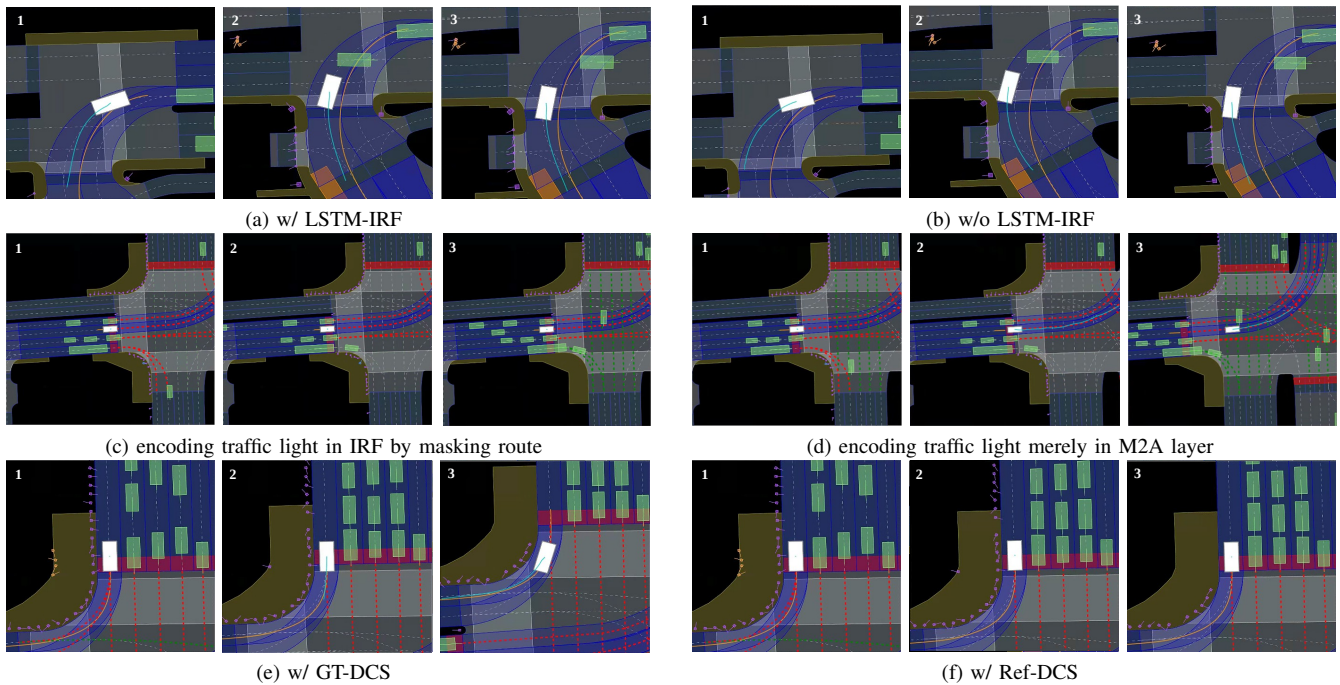 1 2 3 1 2 3
(a) w/ LSTM-IRF (b) w/o LSTM-IRF
1 2 3 1 2 3
(c) encoding traffic light in IRF by masking route (d) encoding traffic light merely in M2A layer
1 2 3 1 2 3
(e) w/ GT-DCS (f) w/ Ref-DCS